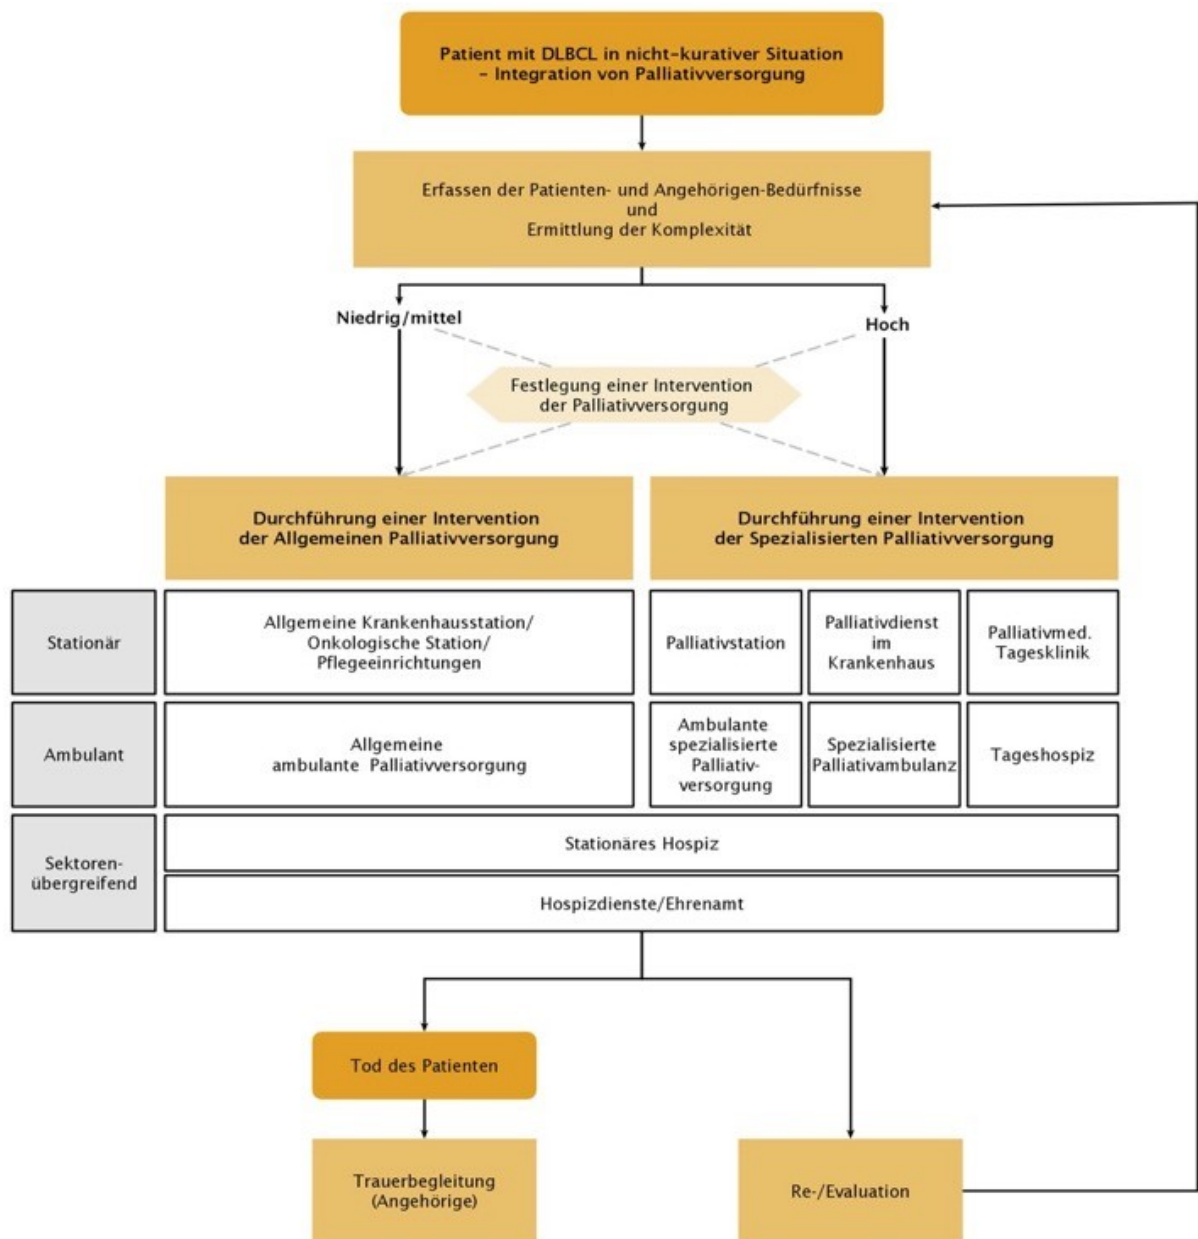 Patient mit DLBCL in nicht-kurativer Situation
- Integration von Palliativversorgung
Erfassen der Patienten- und Angehörigen-Bedürfnisse
und
Ermittlung der Komplexität
Niedrig/mittel
Hoch
Festlegung einer Intervention
der Palliativversorgung
Durchführung einer Intervention
der Allgemeinen Palliativversorgung
Durchführung einer Intervention
der Spezialisierten Palliativversorgung
Stationär
Allgemeine Krankenhausstation/
Onkologische Station/
Pflegeeinrichtungen
Palliativstation
Palliativdienst
im
Krankenhaus
Palliativmed.
Tagesklinik
Ambulant
Allgemeine
ambulante Palliativversorgung
Ambulante
spezialisierte
Palliativ-
versorgung
Spezialisierte
Palliativambulanz
Tageshospiz
Sektoren-
übergreifend
Stationäres Hospiz
Hospizdienste/Ehrenamt
Tod des Patienten
Trauerbegleitung
(Angehörige)
Re-/Evaluation